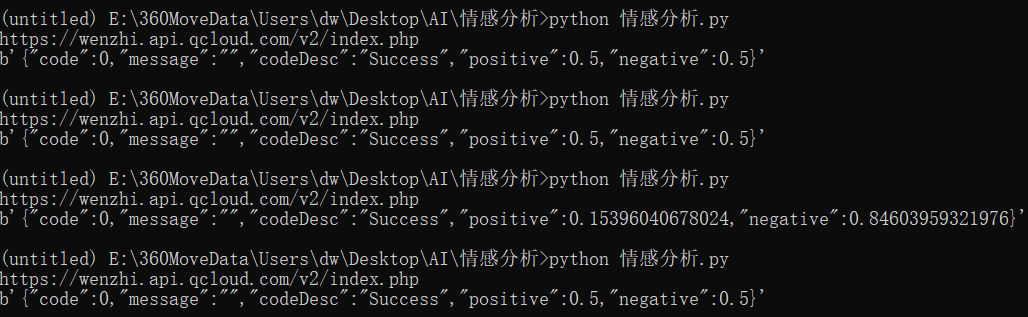 (untitled) E:\360MoveData\Users\dw\Desktop\AI\情感分析>python 情感分析.py
https://wenzhi.api.qcloud.com/v2/index.php
b'{"code":0,"message":"","codeDesc":"Success","positive":0.5,"negative":0.5}'
(untitled) E:\360MoveData\Users\dw\Desktop\AI\情感分析>python 情感分析.py
https://wenzhi.api.qcloud.com/v2/index.php
b'{"code":0,"message":"","codeDesc":"Success","positive":0.5,"negative":0.5}'
(untitled) E:\360MoveData\Users\dw\Desktop\AI\情感分析>python 情感分析.py
https://wenzhi.api.qcloud.com/v2/index.php
b'{"code":0,"message":"","codeDesc":"Success","positive":0.15396040678024,"negative":0.84603959321976}'
(untitled) E:\360MoveData\Users\dw\Desktop\AI\情感分析>python 情感分析.py
https://wenzhi.api.qcloud.com/v2/index.php
b'{"code":0,"message":"","codeDesc":"Success","positive":0.5,"negative":0.5}'